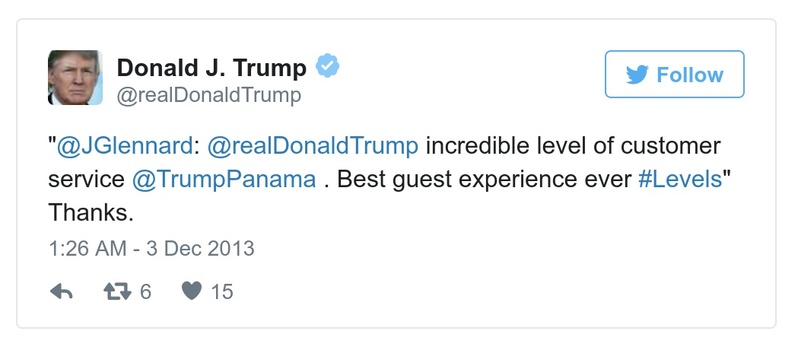 Donald J. Trump
@realDonaldTrump
Follow
"@JGlennard: @realDonaldTrump incredible level of customer
service @TrumpPanama . Best guest experience ever #Levels"
Thanks.
1:26 AM - 3 Dec 2013
6 15